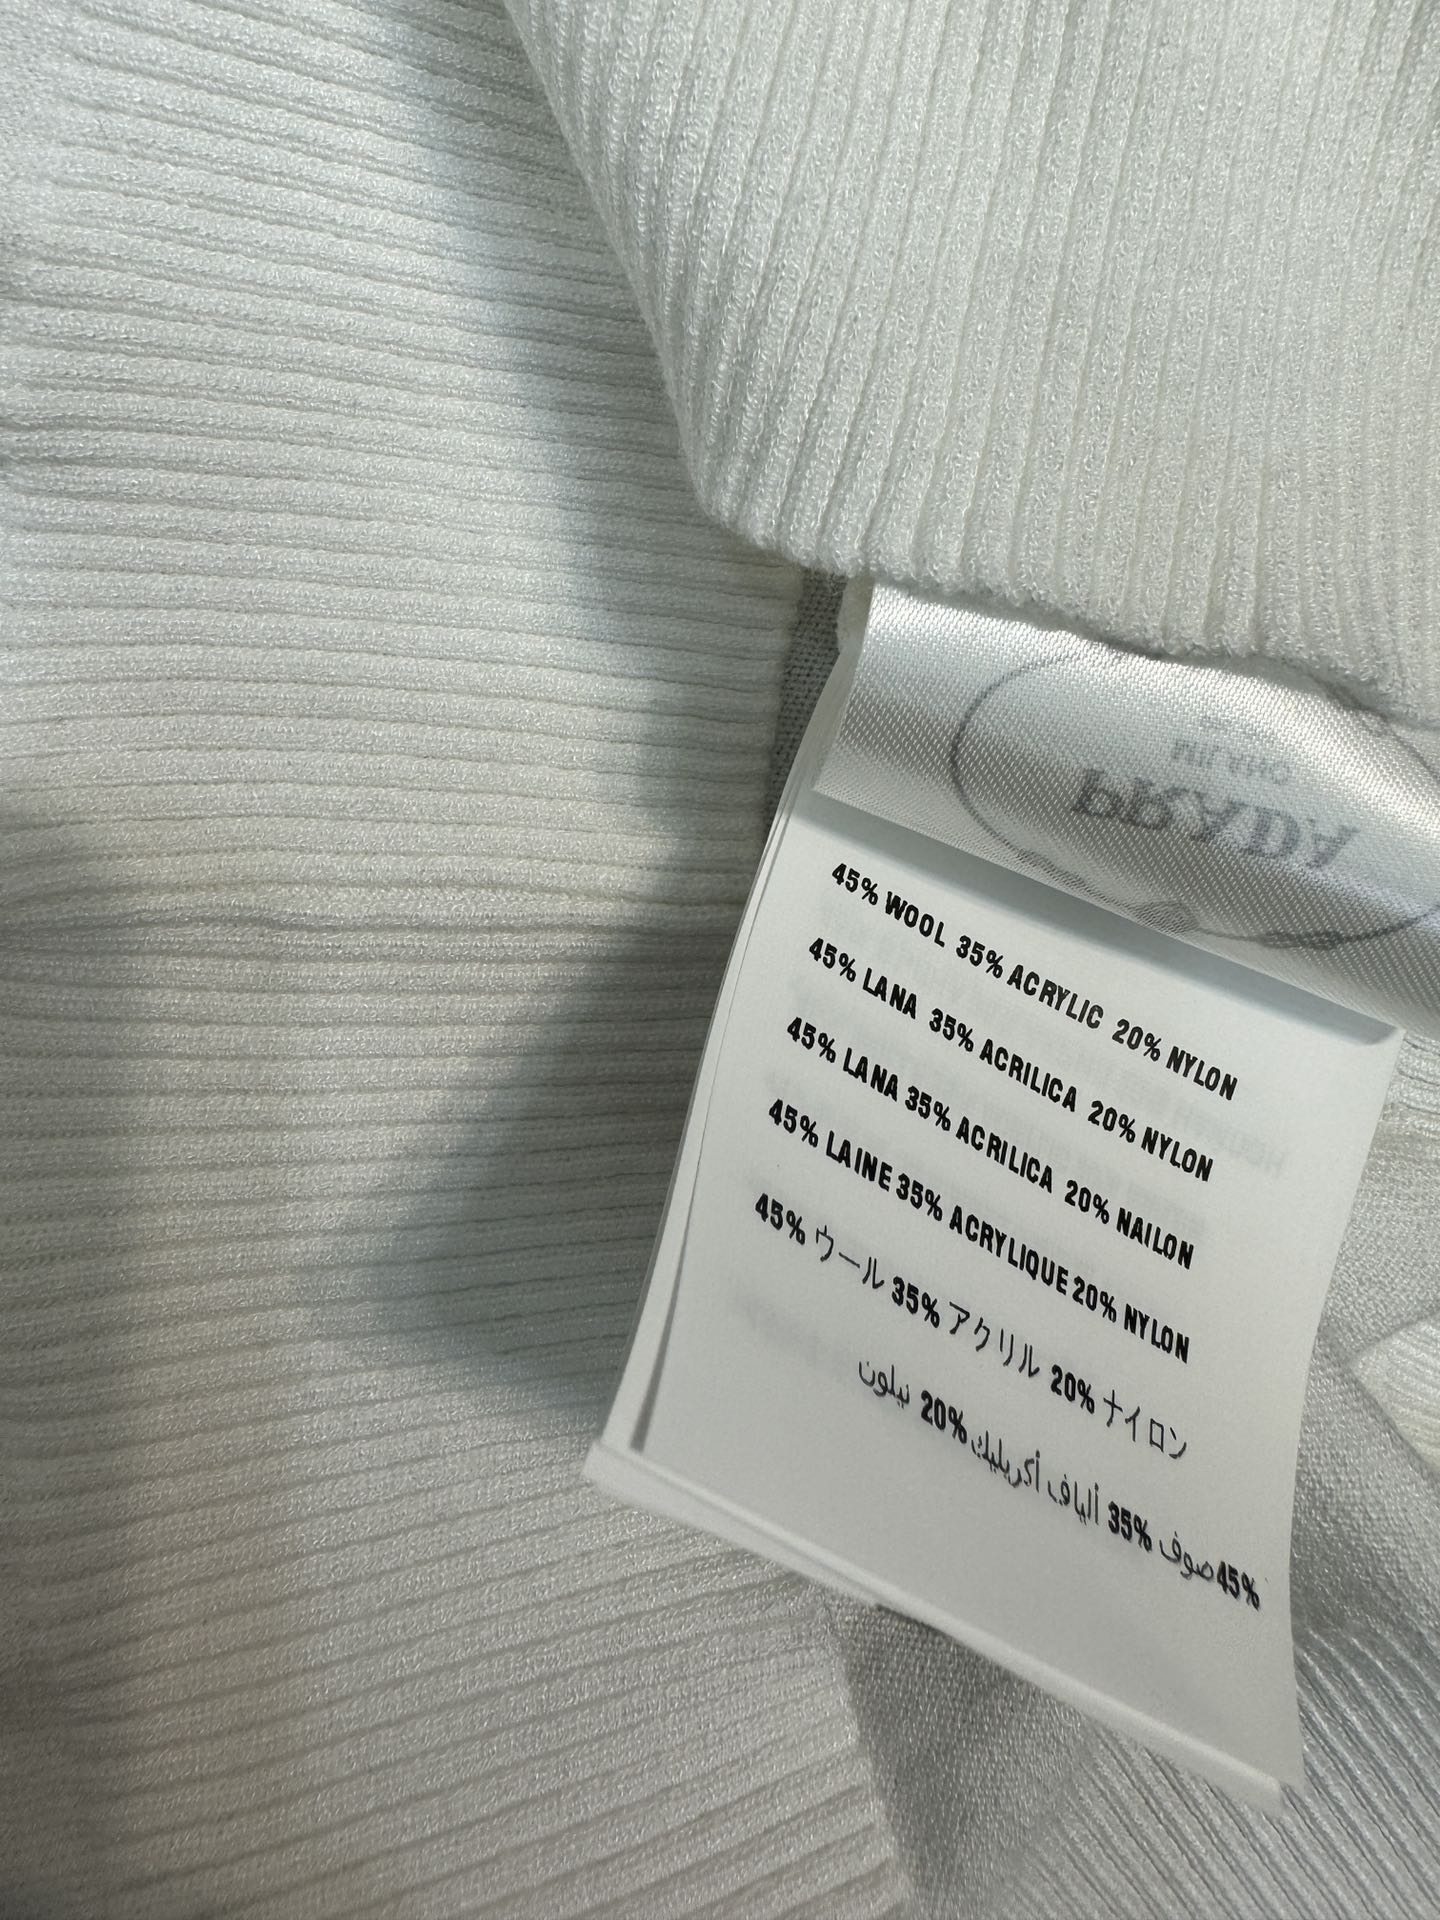 MILANO
PRADA
45% WOOL 35% ACRYLIC 20% NYLON
45% LANA 35% ACRILICA 20% NYLON
45% LANA 35% ACRILICA 20% NAILON
45% LAINE 35% ACRYLIQUE 20% NYLON
45% ウール 35% アクリル 20% ナイロン
45% صوف 35% ألياف أكريليك 20% نيلون